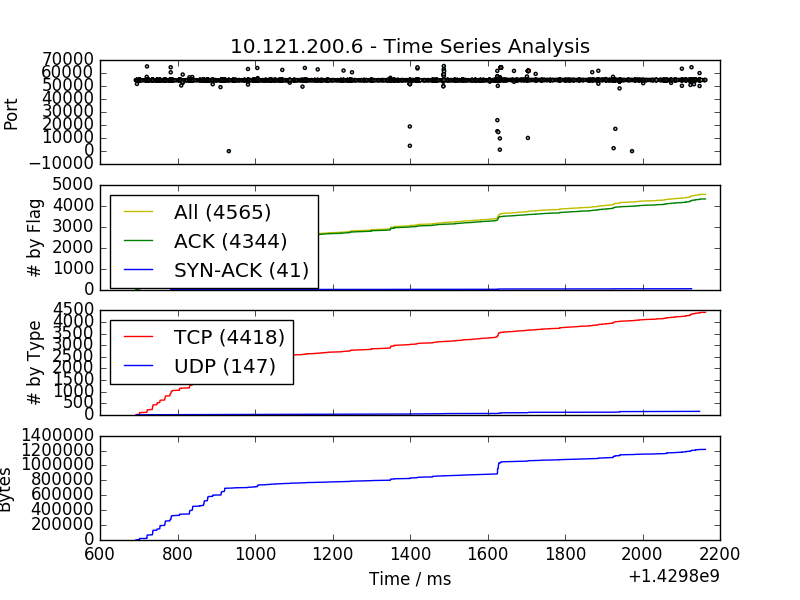 10.121.200.6 - Time Series Analysis
70000
60000
50000
40000
30000
20000
10000
0
−10000
Port
5000
4000
3000
2000
1000
0
# by Flag
All (4565)
ACK (4344)
SYN-ACK (41)
4500
4000
3500
3000
2500
2000
1500
1000
500
0
# by Type
TCP (4418)
UDP (147)
1400000
1200000
1000000
800000
600000
400000
200000
0
Bytes
600 800 1000 1200 1400 1600 1800 2000 2200
Time / ms
+1.4298e9